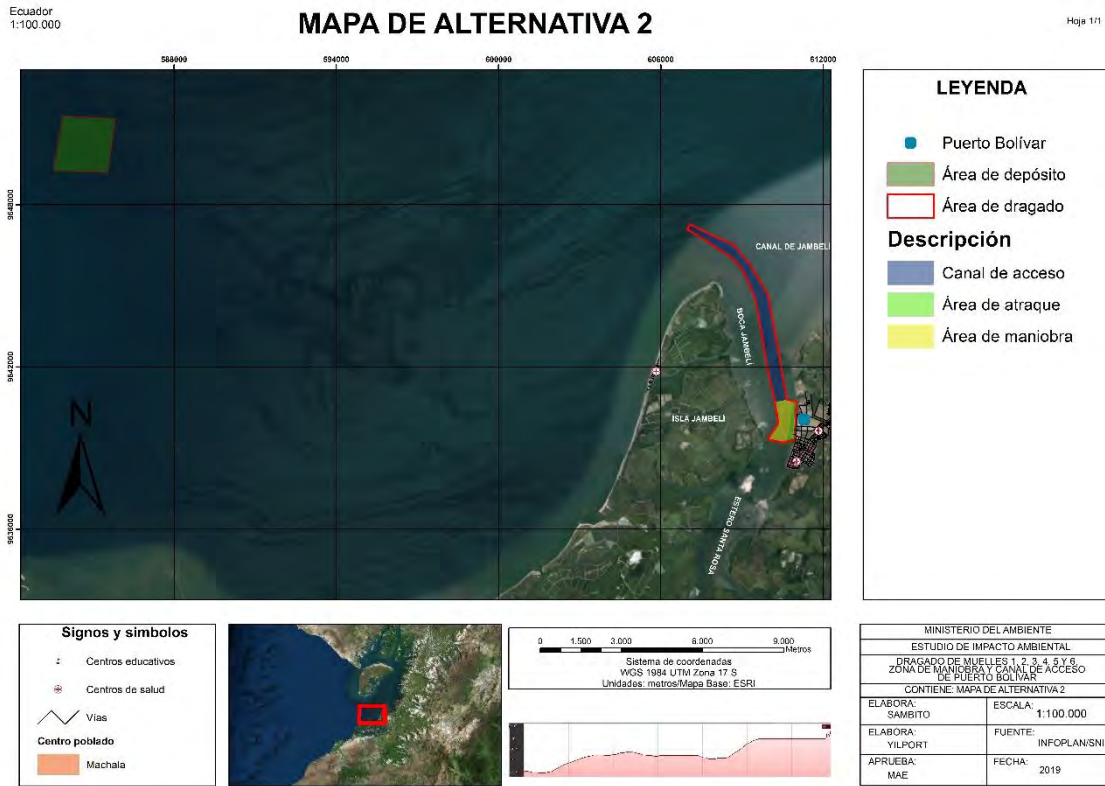 Ecuador
1:100.000
MAPA DE ALTERNATIVA 2
Hoja 1/1
588000
594000
600000
606000
612000
9648000
9642000
9636000
CANAL DE JAMBELÍ
BOCA JAMBELÍ
ISLA JAMBELÍ
ESTERO SANTA ROSA
N
LEYENDA
Puerto Bolívar
Área de depósito
Área de dragado
Descripción
Canal de acceso
Área de atraque
Área de maniobra
Signos y simbolos
Centros educativos
Centros de salud
Vías
Centro poblado
Machala
0 1.500 3.000 6.000 9.000
Metros
Sistema de coordenadas
WGS 1984 UTM Zona 17 S
Unidades: metros/Mapa Base: ESRI
MINISTERIO DEL AMBIENTE
ESTUDIO DE IMPACTO AMBIENTAL
DRAGADO DE MUELLES 1, 2, 3, 4, 5 Y 6,
ZONA DE MANIOBRA Y CANAL DE ACCESO
DE PUERTO BOLÍVAR
CONTIENE: MAPA DE ALTERNATIVA 2
ELABORA:
SAMBITO
ESCALA:
1:100.000
ELABORA:
YILPORT
FUENTE:
INFOPLAN/SNI
APRUEBA:
MAE
FECHA:
2019